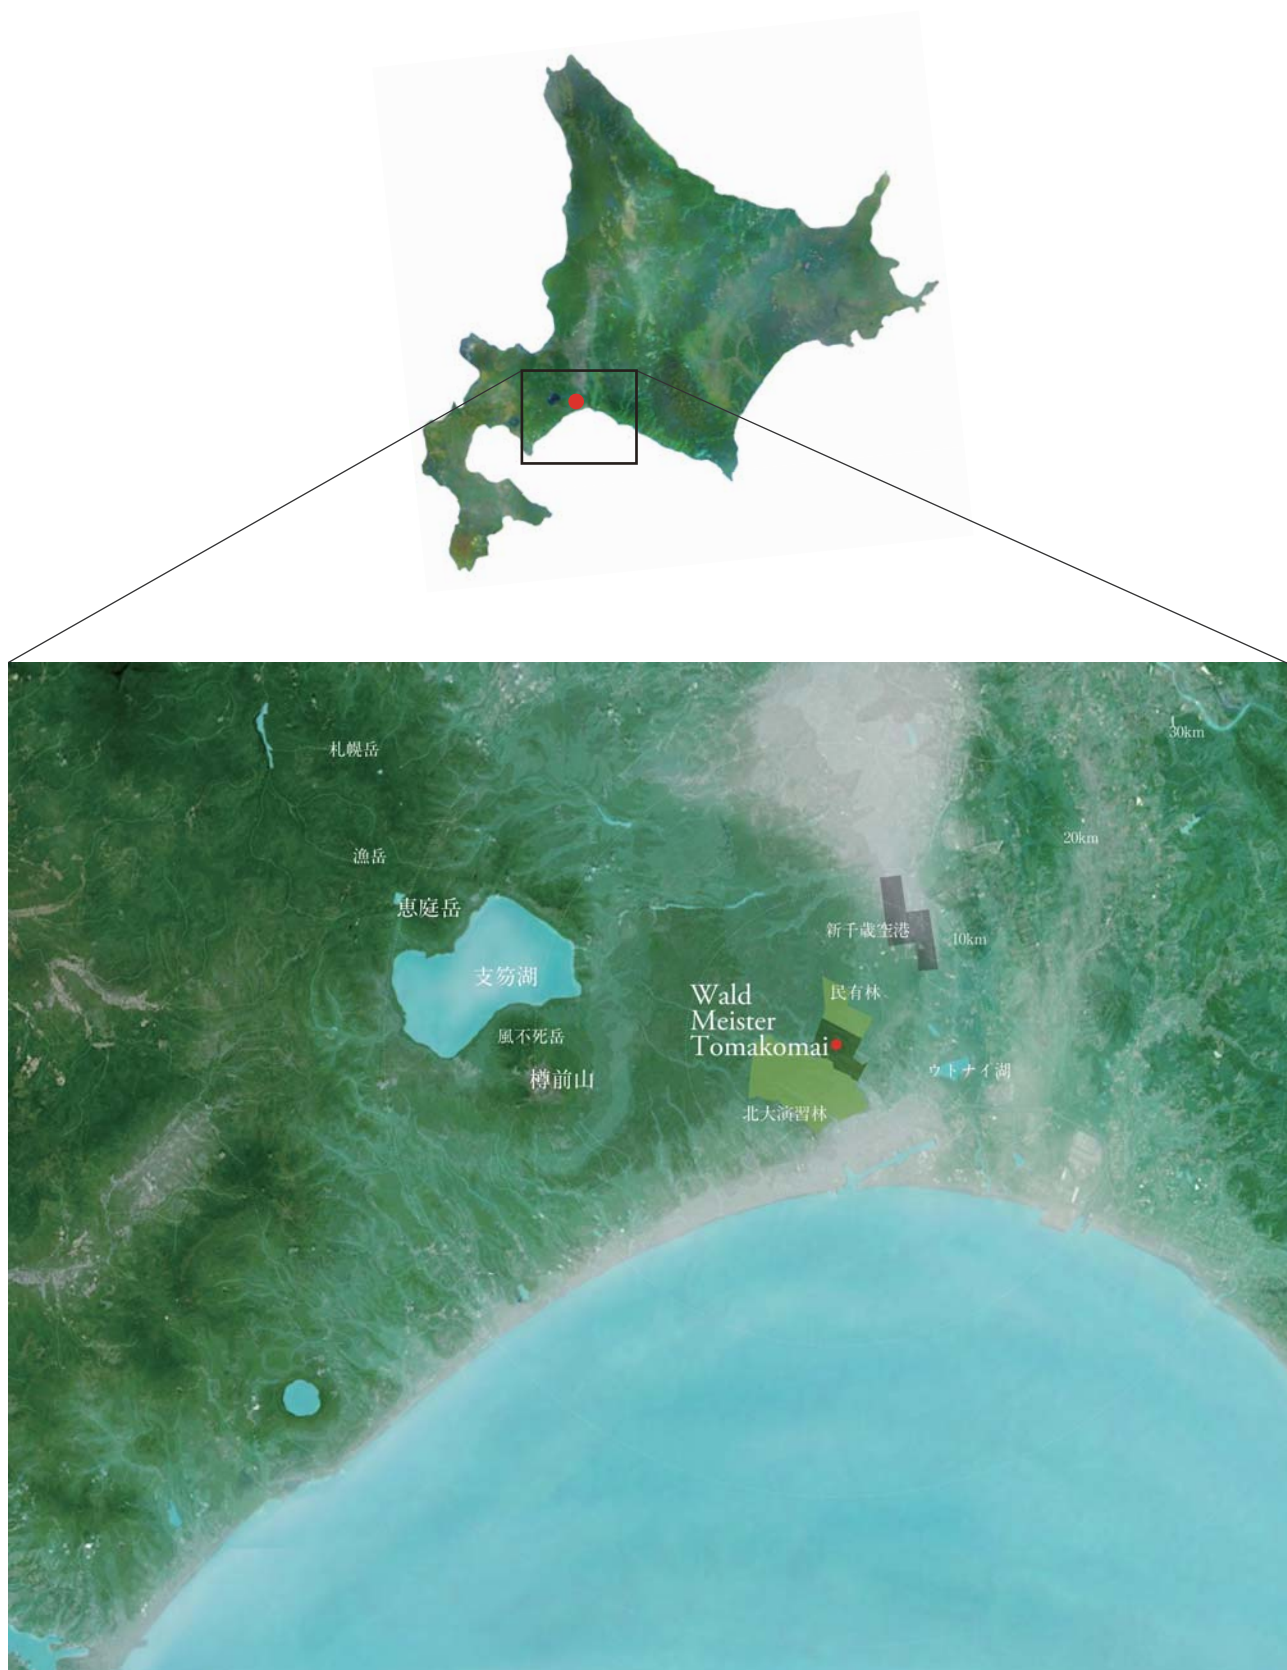 30km
札幌岳
20km
漁岳
恵庭岳
新千歳空港
10km
支笏湖
民有林
Wald
Meister
Tomakomai
風不死岳
ウトナイ湖
樽前山
北大演習林